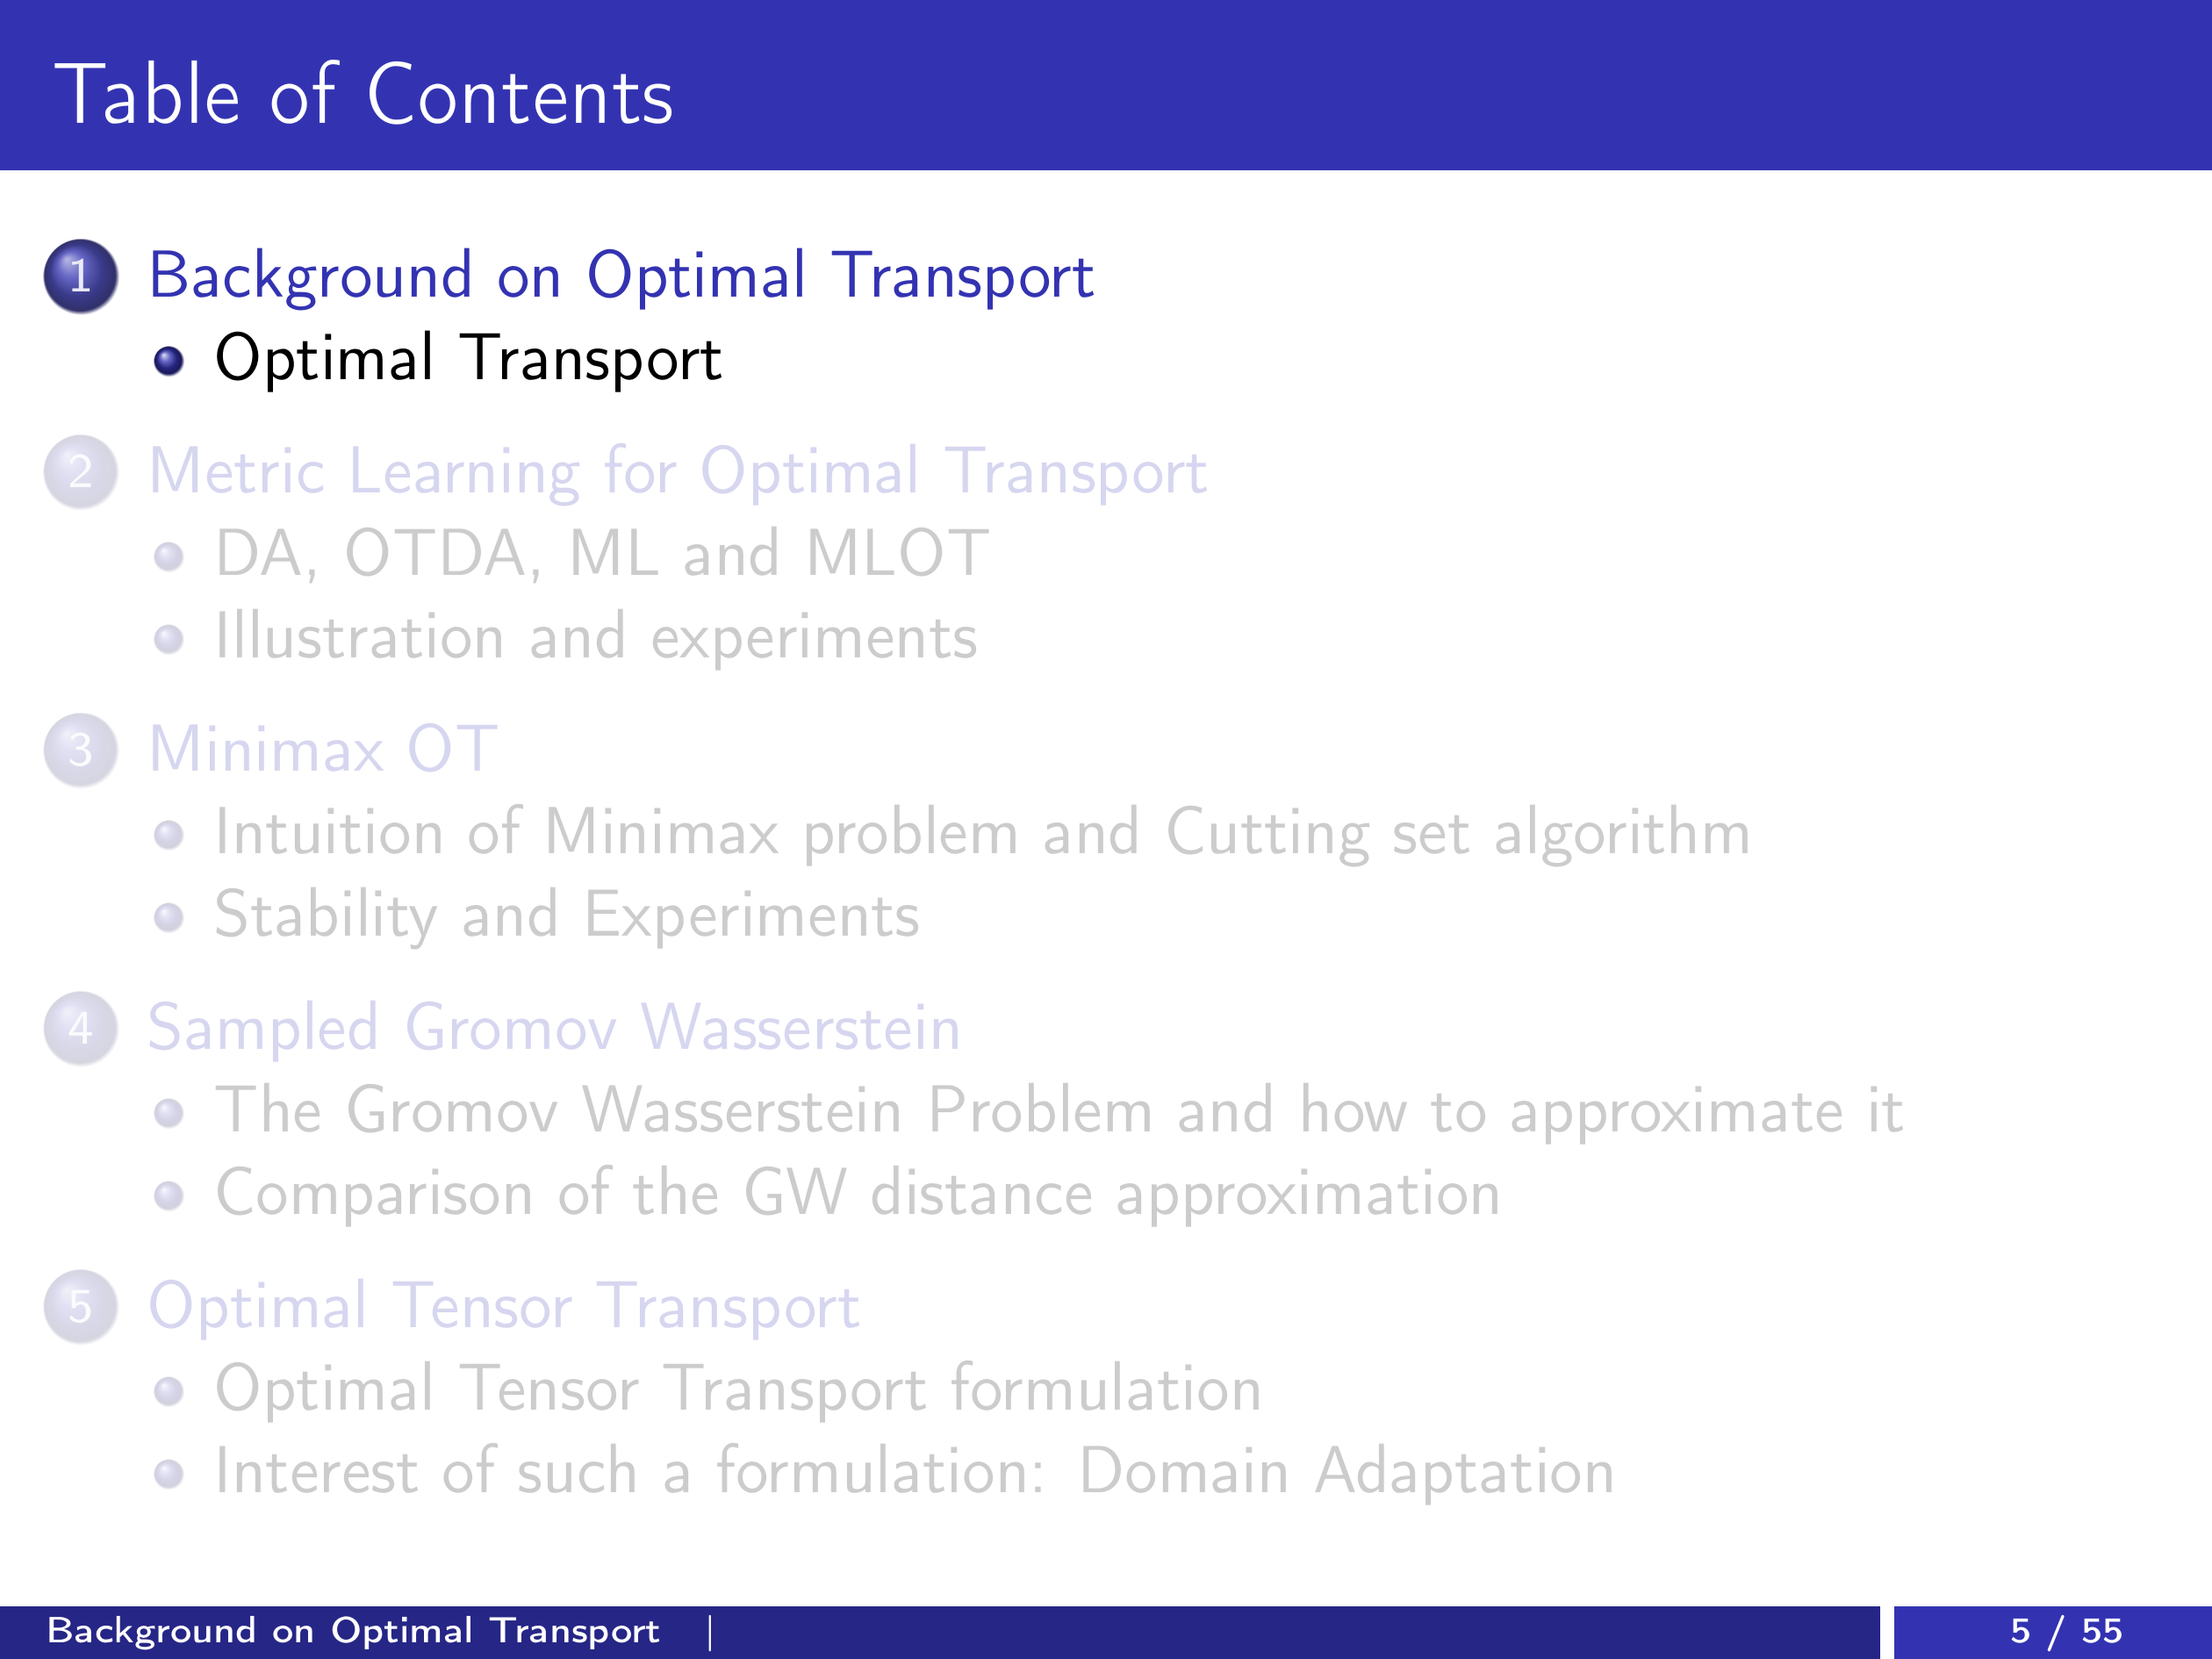 Table of Contents
1 Background on Optimal Transport
Optimal Transport
2 Metric Learning for Optimal Transport
DA, OTDA, ML and MLOT
Illustration and experiments
3 Minimax OT
Intuition of Minimax problem and Cutting set algorithm
Stability and Experiments
4 Sampled Gromov Wasserstein
The Gromov Wasserstein Problem and how to approximate it
Comparison of the GW distance approximation
5 Optimal Tensor Transport
Optimal Tensor Transport formulation
Interest of such a formulation: Domain Adaptation
Background on Optimal Transport | 5 / 55